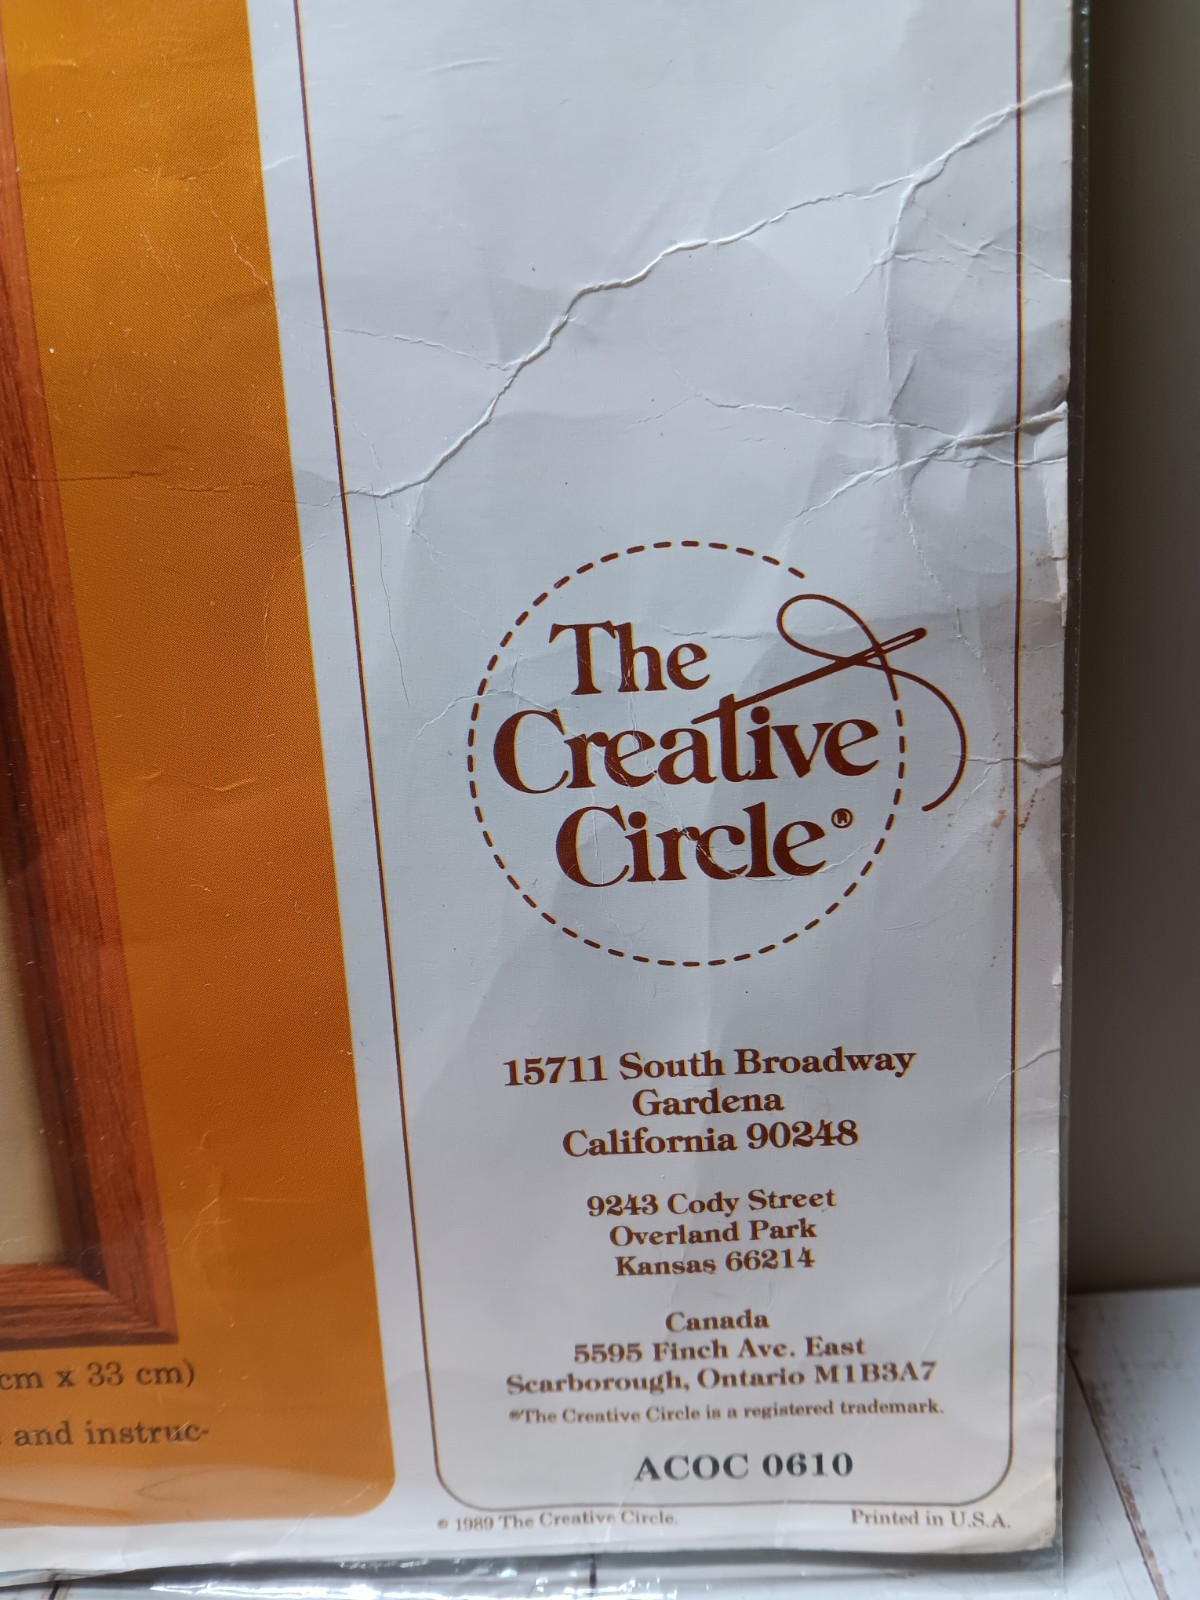 The
Creative
Circle®
15711 South Broadway
Gardena
California 90248
9243 Cody Street
Overland Park
Kansas 66214
Canada
5595 Finch Ave. East
Scarborough, Ontario M1B3A7
®The Creative Circle is a registered trademark.
ACOC 0610
© 1989 The Creative Circle.
Printed in U.S.A.
cm x 33 cm)
and instruc-